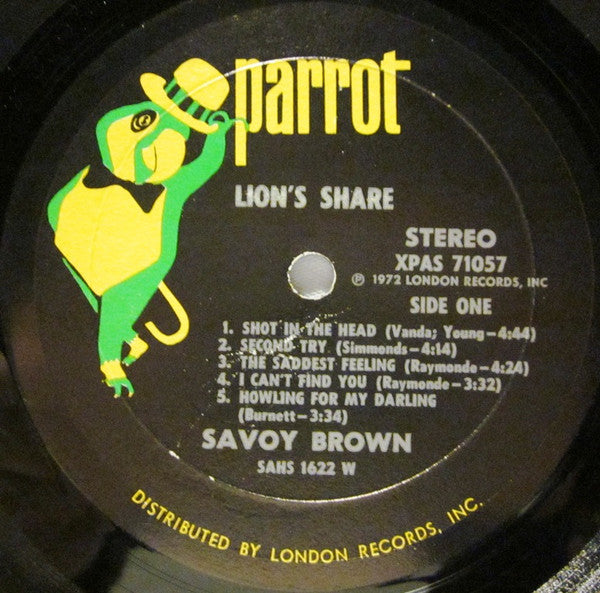 parrot
LION'S SHARE
STEREO
XPAS 71057
℗ 1972 LONDON RECORDS, INC
SIDE ONE
1. SHOT IN THE HEAD (Vanda; Young—4:44)
2. SECOND TRY (Simmonds—4:14)
3. THE SADDEST FEELING (Raymonde—4:24)
4. I CAN'T FIND YOU (Raymonde—3:32)
5. HOWLING FOR MY DARLING
(Burnett—3:34)
SAVOY BROWN
SAHS 1622 W
DISTRIBUTED BY LONDON RECORDS, INC.